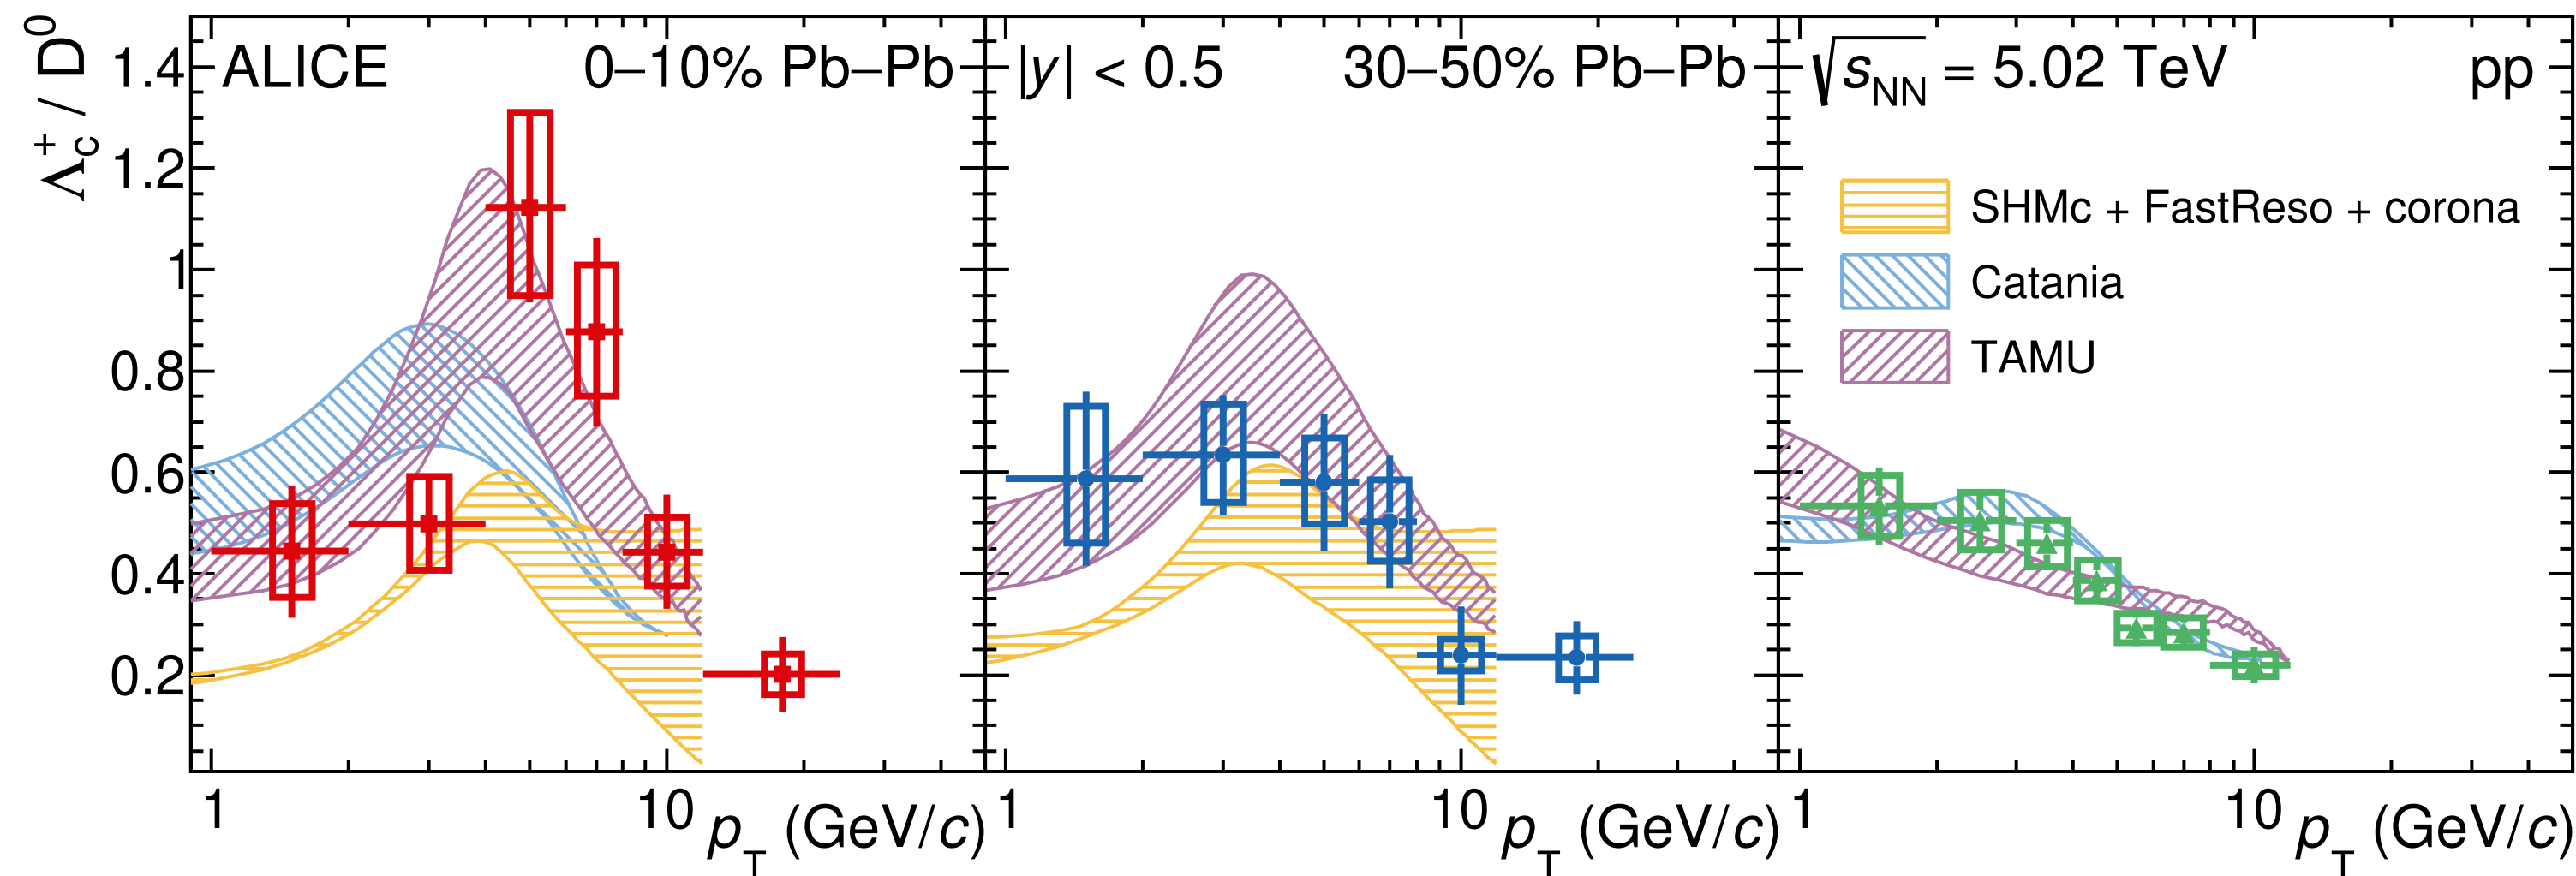 Λc+ / D0
ALICE 0–10% Pb–Pb
|y| < 0.5 30–50% Pb–Pb
√sNN = 5.02 TeV pp
SHMc + FastReso + corona
Catania
TAMU
1.4
1.2
1
0.8
0.6
0.4
0.2
1 10 pT (GeV/c)
1 10 pT (GeV/c)
1 10 pT (GeV/c)